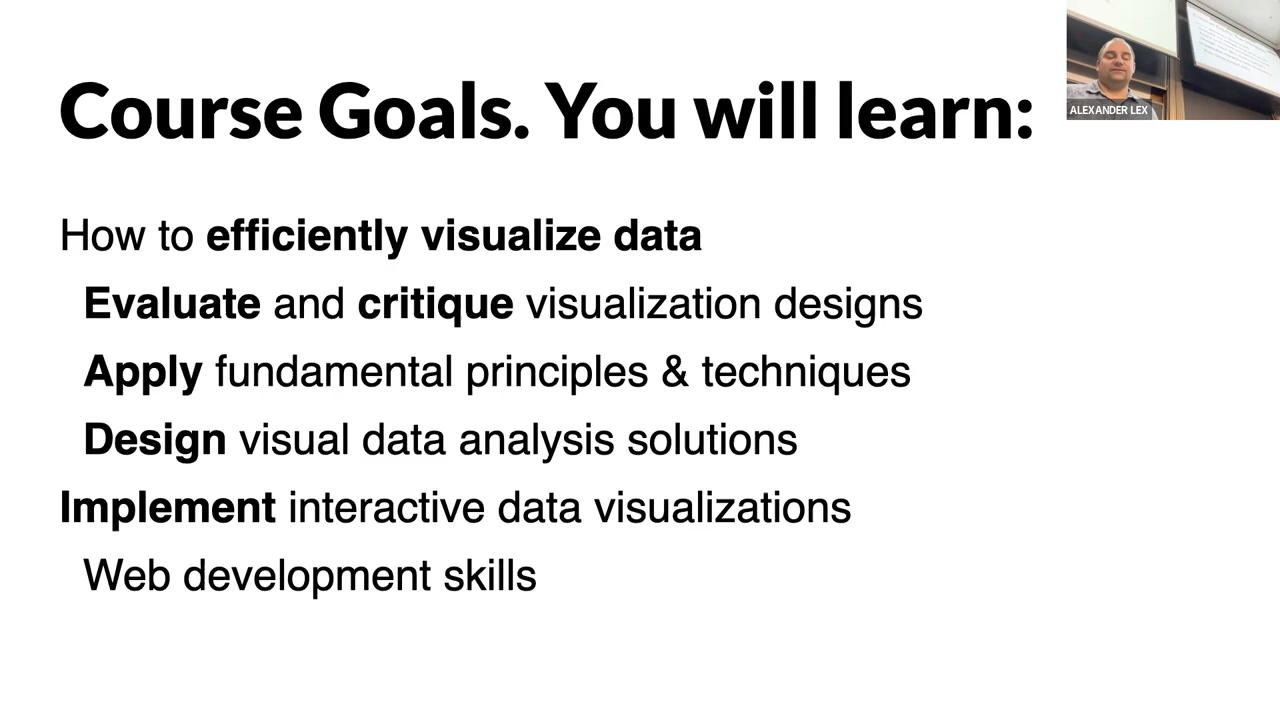 Course Goals. You will learn:
ALEXANDER LEX
How to efficiently visualize data
Evaluate and critique visualization designs
Apply fundamental principles & techniques
Design visual data analysis solutions
Implement interactive data visualizations
Web development skills